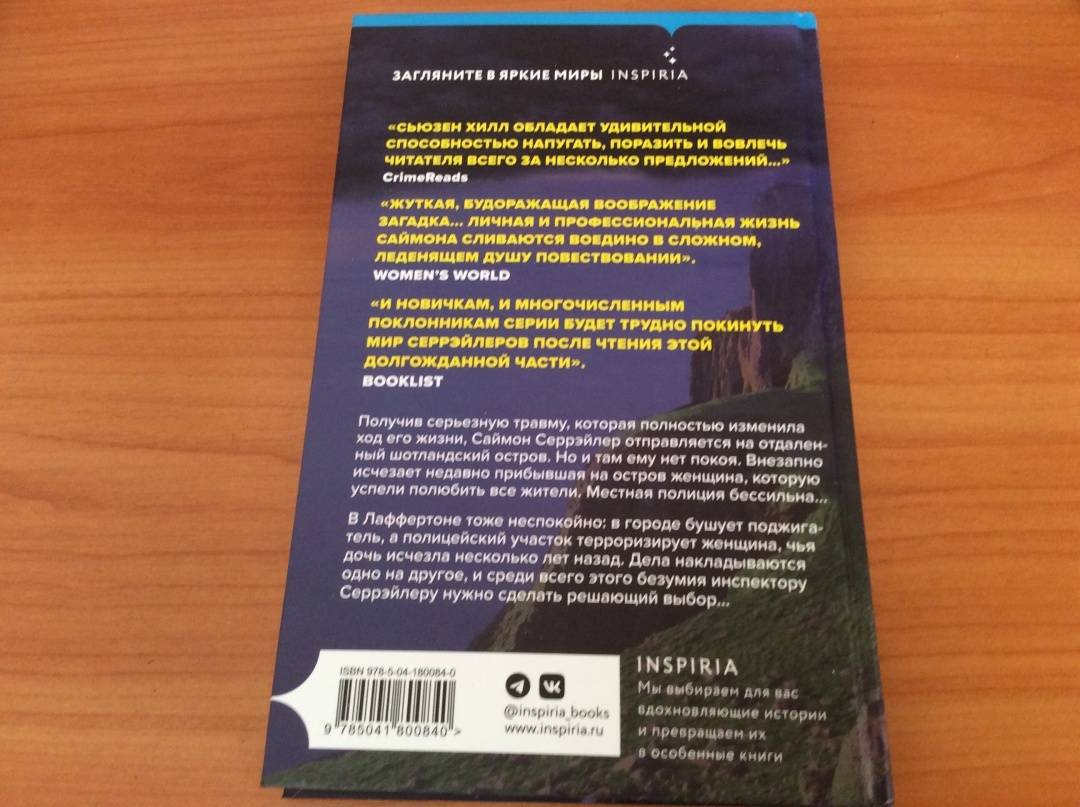 ЗАГЛЯНИТЕ В ЯРКИЕ МИРЫ INSPIRIA
«СЬЮЗЕН ХИЛЛ ОБЛАДАЕТ УДИВИТЕЛЬНОЙ
СПОСОБНОСТЬЮ НАПУГАТЬ, ПОРАЗИТЬ И ВОВЛЕЧЬ
ЧИТАТЕЛЯ ВСЕГО ЗА НЕСКОЛЬКО ПРЕДЛОЖЕНИЙ...»
CrimeReads
«ЖУТКАЯ, БУДОРАЖАЩАЯ ВООБРАЖЕНИЕ
ЗАГАДКА... ЛИЧНАЯ И ПРОФЕССИОНАЛЬНАЯ ЖИЗНЬ
САЙМОНА СЛИВАЮТСЯ ВОЕДИНО В СЛОЖНОМ,
ЛЕДЕНЯЩЕМ ДУШУ ПОВЕСТВОВАНИИ».
WOMEN'S WORLD
«И НОВИЧКАМ, И МНОГОЧИСЛЕННЫМ
ПОКЛОННИКАМ СЕРИИ БУДЕТ ТРУДНО ПОКИНУТЬ
МИР СЕРРЭЙЛЕРОВ ПОСЛЕ ЧТЕНИЯ ЭТОЙ
ДОЛГОЖДАННОЙ ЧАСТИ».
BOOKLIST
Получив серьезную травму, которая полностью изменила
ход его жизни, Саймон Серрэйлер отправляется на отдален-
ный шотландский остров. Но и там ему нет покоя. Внезапно
исчезает недавно прибывшая на остров женщина, которую
успели полюбить все жители. Местная полиция бессильна...
В Лаффертоне тоже неспокойно: в городе бушует поджига-
тель, а полицейский участок терроризирует женщина, чья
дочь исчезла несколько лет назад. Дела накладываются
одно на другое, и среди всего этого безумия инспектору
Серрэйлеру нужно сделать решающий выбор...
ISBN 978-5-04-180084-0
9 785041 800840 >
@inspiria_books
www.inspiria.ru
INSPIRIA
Мы выбираем для вас
вдохновляющие истории
и превращаем их
в особенные книги